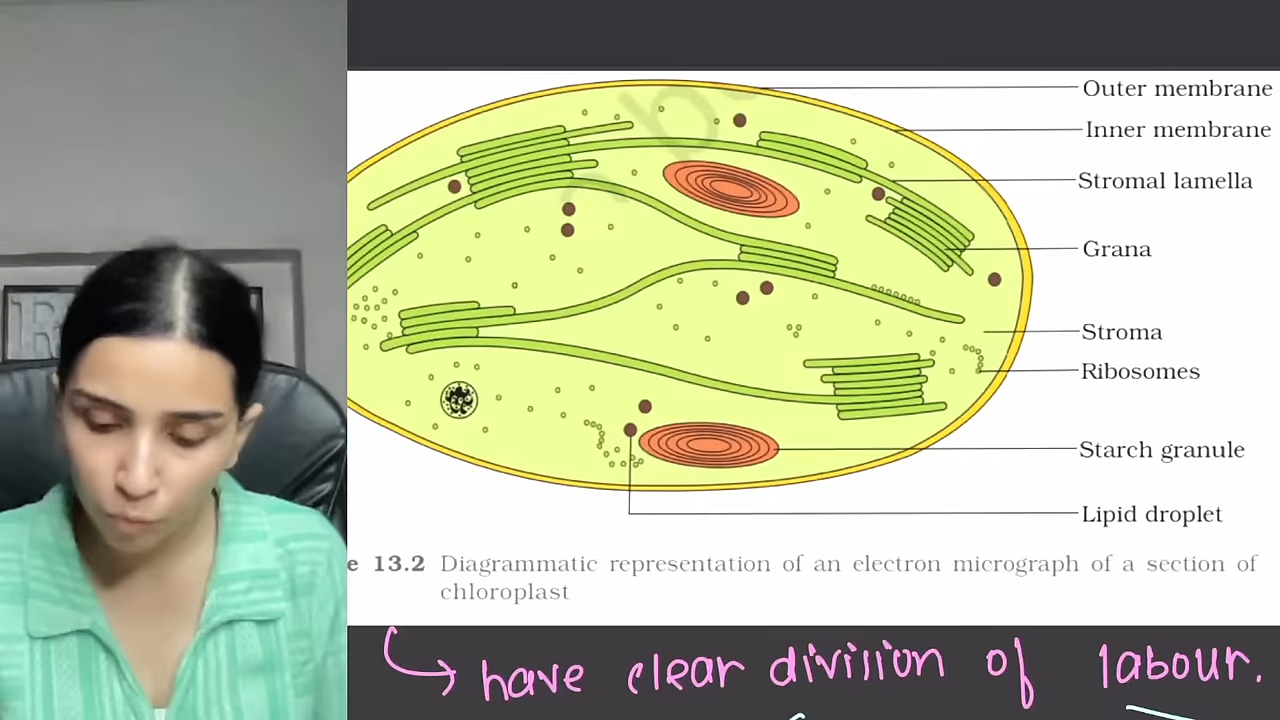 Outer membrane
Inner membrane
Stromal lamella
Grana
Stroma
Ribosomes
Starch granule
Lipid droplet
e 13.2 Diagrammatic representation of an electron micrograph of a section of
chloroplast
↳ have clear division of labour.